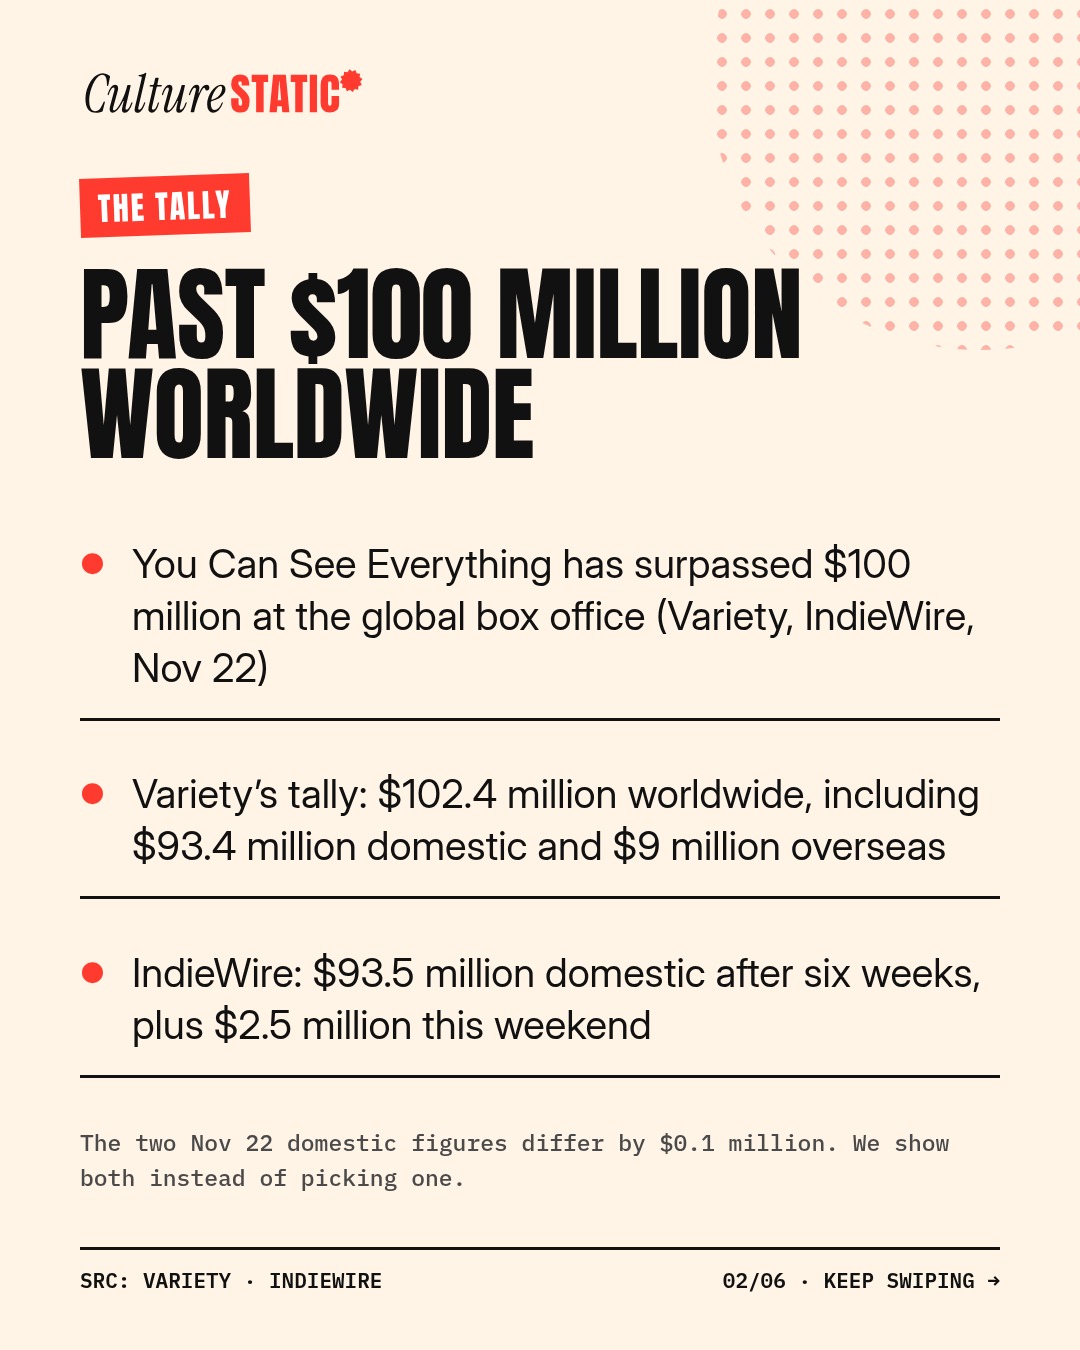 Culture STATIC
THE TALLY
PAST $100 MILLION
WORLDWIDE
You Can See Everything has surpassed $100
million at the global box office (Variety, IndieWire,
Nov 22)
Variety’s tally: $102.4 million worldwide, including
$93.4 million domestic and $9 million overseas
IndieWire: $93.5 million domestic after six weeks,
plus $2.5 million this weekend
The two Nov 22 domestic figures differ by $0.1 million. We show
both instead of picking one.
SRC: VARIETY · INDIEWIRE
02/06 · KEEP SWIPING →